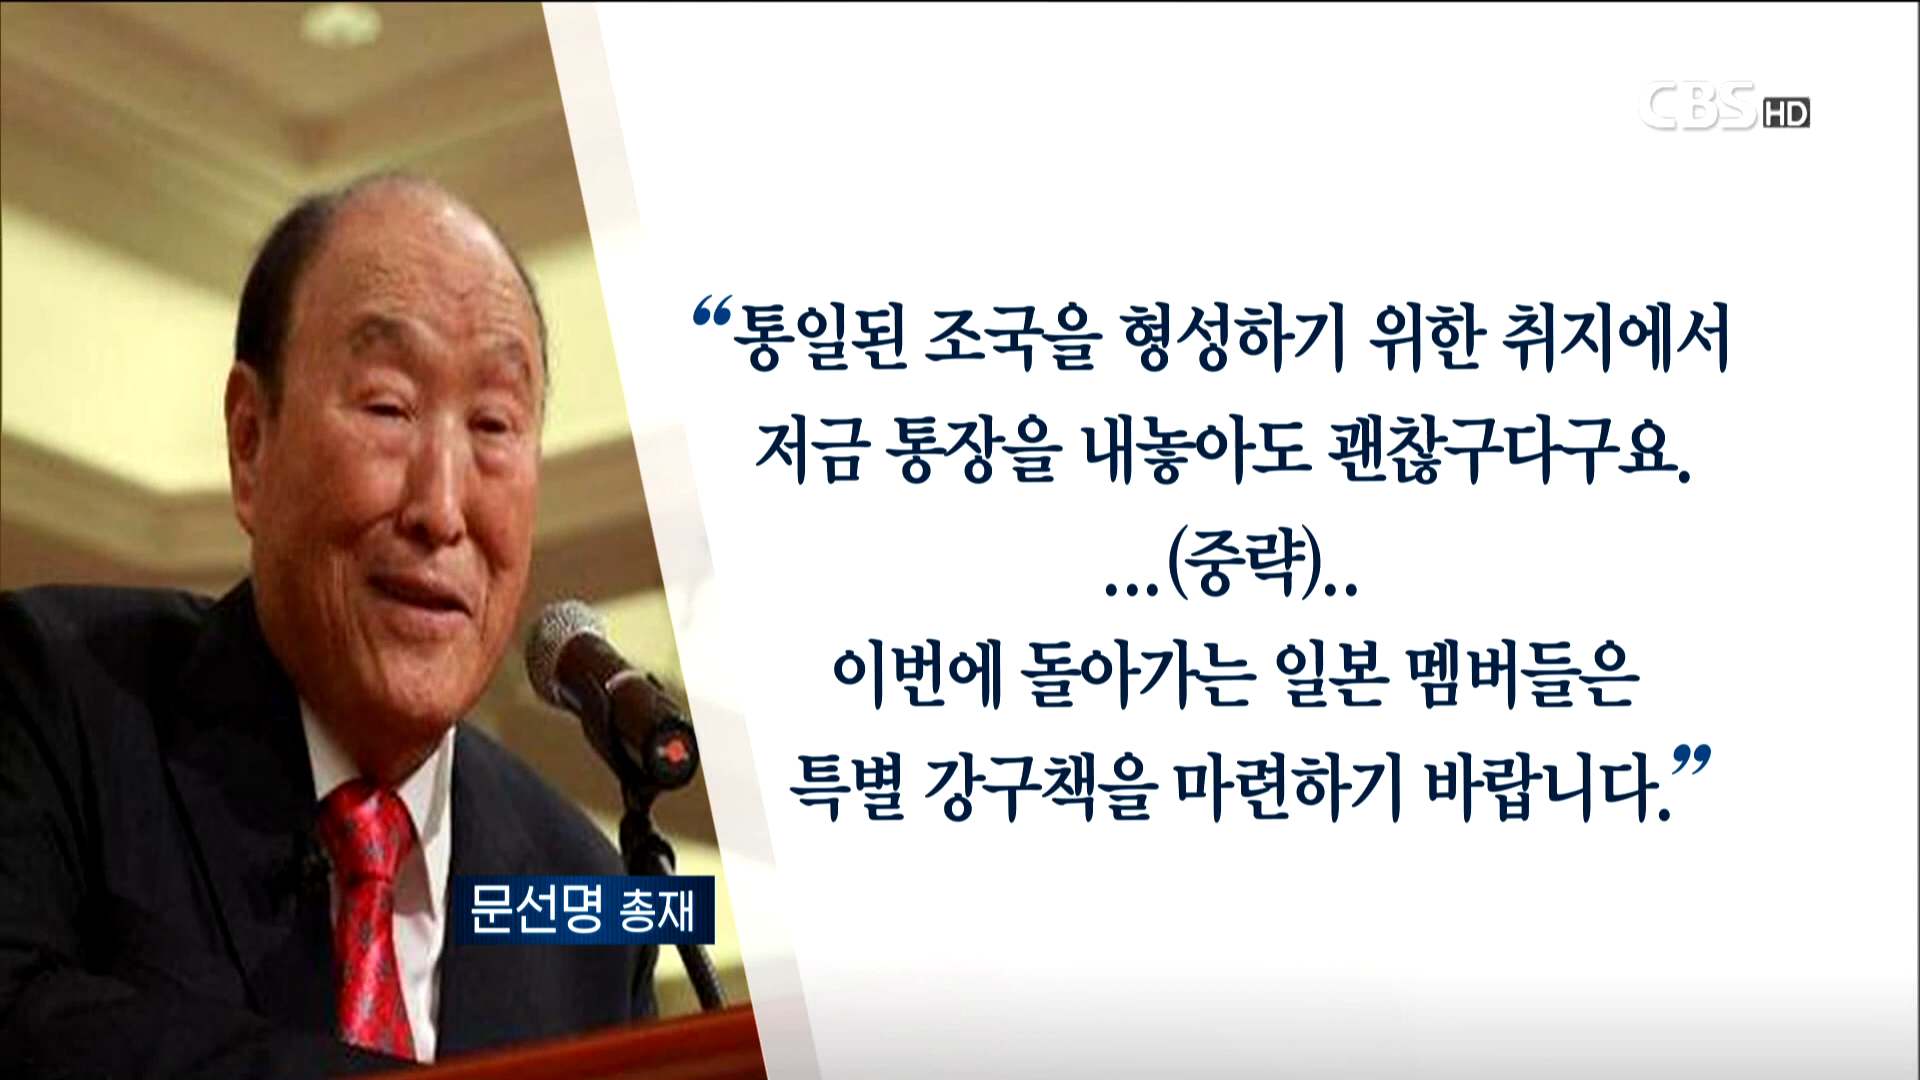 CBS HD
“통일된 조국을 형성하기 위한 취지에서
저금 통장을 내놓아도 괜찮구다구요.
...(중략)..
이번에 돌아가는 일본 멤버들은
특별 강구책을 마련하기 바랍니다.”
문선명 총재